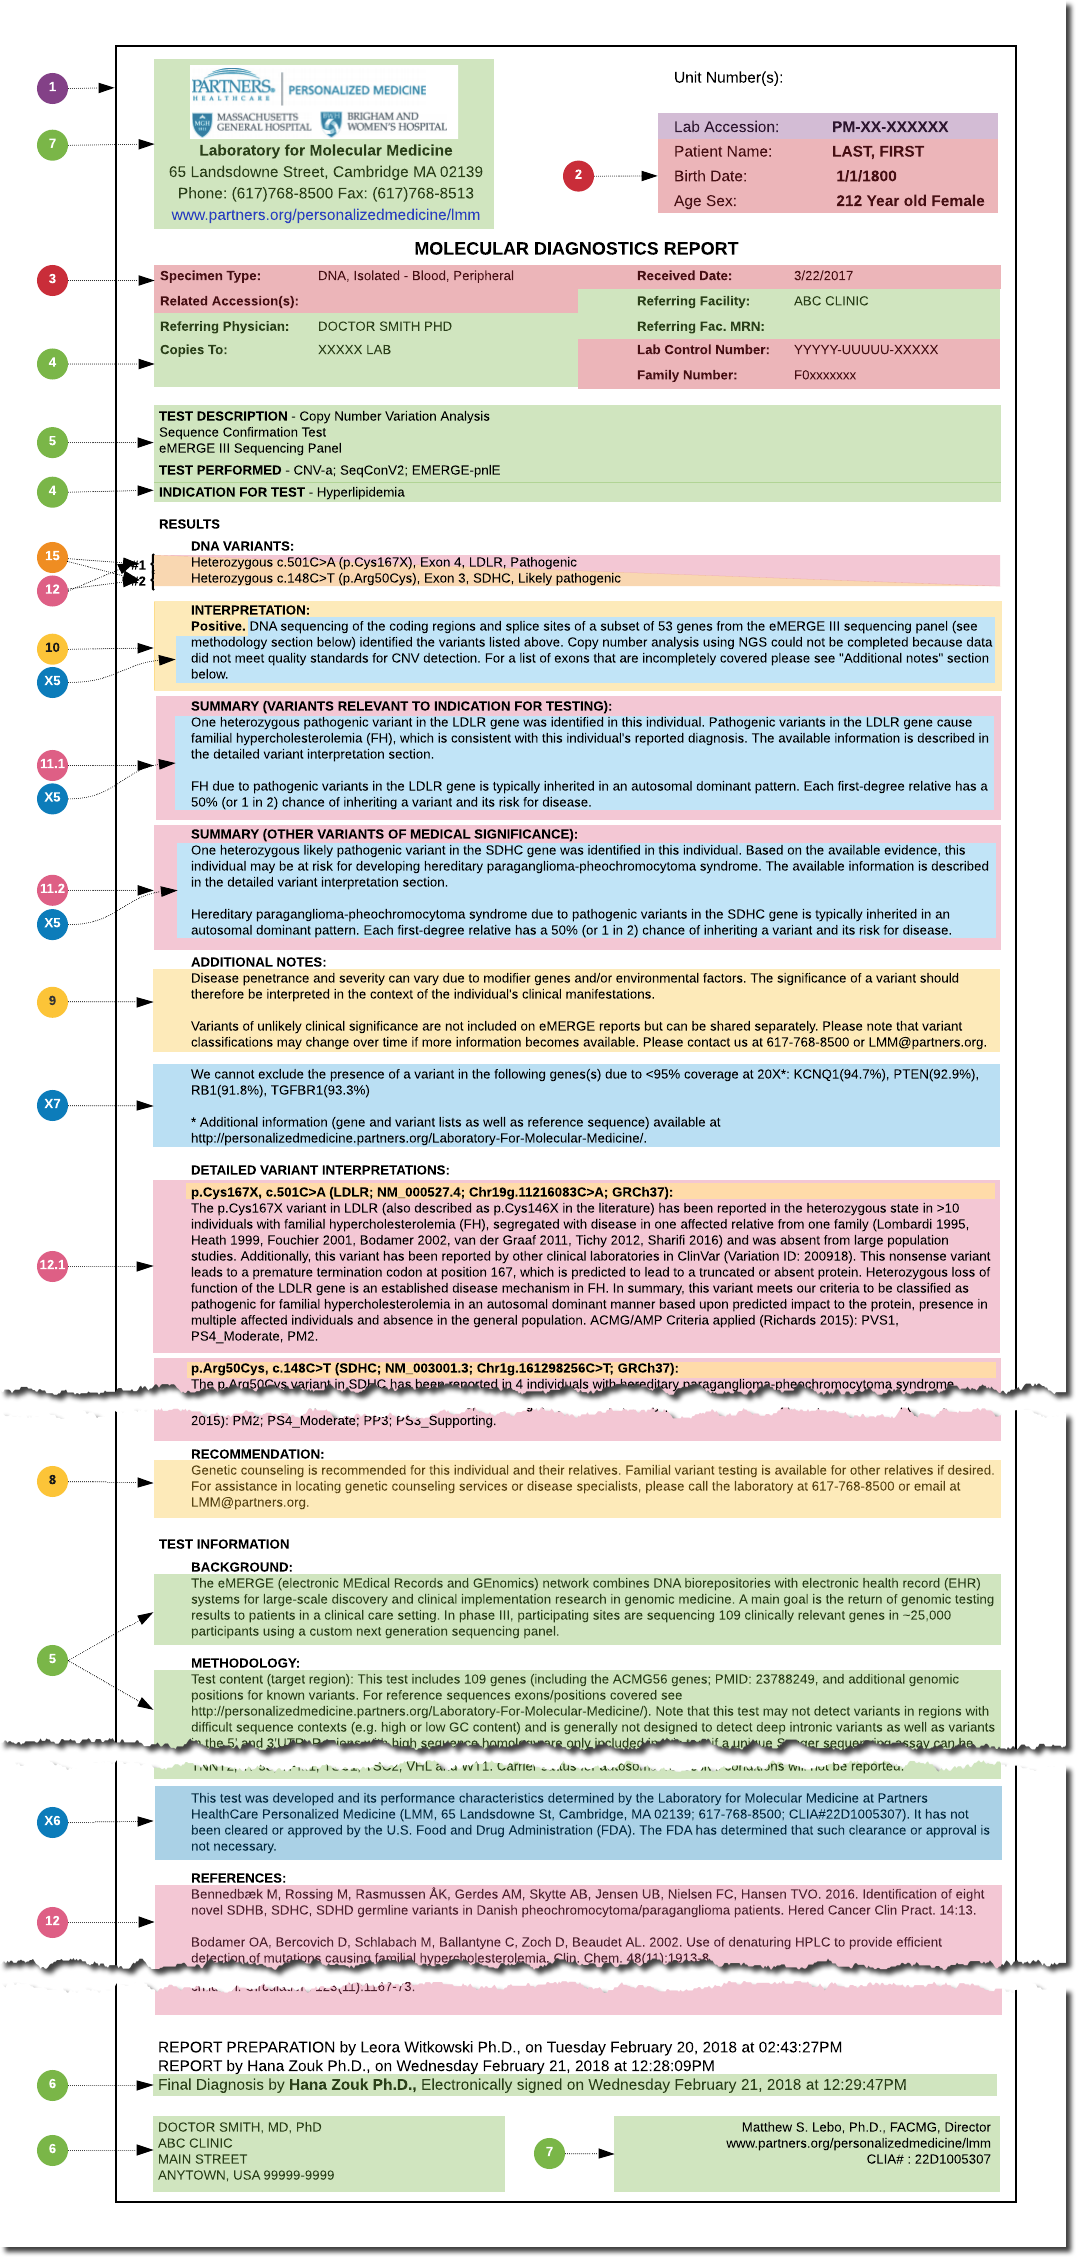 1
7
PARTNERS.
HEALTHCARE
PERSONALIZED MEDICINE
MGH
1811
MASSACHUSETTS
GENERAL HOSPITAL
BWH
BRIGHAM AND
WOMEN'S HOSPITAL
Laboratory for Molecular Medicine
65 Landsdowne Street, Cambridge MA 02139
Phone: (617)768-8500 Fax: (617)768-8513
www.partners.org/personalizedmedicine/lmm
Unit Number(s):
Lab Accession: PM-XX-XXXXXX
2
Patient Name: LAST, FIRST
Birth Date: 1/1/1800
Age Sex: 212 Year old Female
MOLECULAR DIAGNOSTICS REPORT
3
Specimen Type: DNA, Isolated - Blood, Peripheral Received Date: 3/22/2017
Related Accession(s): Referring Facility: ABC CLINIC
Referring Physician: DOCTOR SMITH PHD Referring Fac. MRN:
4
Copies To: XXXXX LAB Lab Control Number: YYYYY-UUUUU-XXXXX
Family Number: F0xxxxxxx
5
TEST DESCRIPTION - Copy Number Variation Analysis
Sequence Confirmation Test
eMERGE III Sequencing Panel
TEST PERFORMED - CNV-a; SeqConV2; EMERGE-pnlE
4
INDICATION FOR TEST - Hyperlipidemia
RESULTS
DNA VARIANTS:
15
#1 Heterozygous c.501C>A (p.Cys167X), Exon 4, LDLR, Pathogenic
12
#2 Heterozygous c.148C>T (p.Arg50Cys), Exon 3, SDHC, Likely pathogenic
INTERPRETATION:
10
X5
Positive. DNA sequencing of the coding regions and splice sites of a subset of 53 genes from the eMERGE III sequencing panel (see
methodology section below) identified the variants listed above. Copy number analysis using NGS could not be completed because data
did not meet quality standards for CNV detection. For a list of exons that are incompletely covered please see "Additional notes" section
below.
SUMMARY (VARIANTS RELEVANT TO INDICATION FOR TESTING):
11.1
X5
One heterozygous pathogenic variant in the LDLR gene was identified in this individual. Pathogenic variants in the LDLR gene cause
familial hypercholesterolemia (FH), which is consistent with this individual's reported diagnosis. The available information is described in
the detailed variant interpretation section.
FH due to pathogenic variants in the LDLR gene is typically inherited in an autosomal dominant pattern. Each first-degree relative has a
50% (or 1 in 2) chance of inheriting a variant and its risk for disease.
SUMMARY (OTHER VARIANTS OF MEDICAL SIGNIFICANCE):
11.2
X5
One heterozygous likely pathogenic variant in the SDHC gene was identified in this individual. Based on the available evidence, this
individual may be at risk for developing hereditary paraganglioma-pheochromocytoma syndrome. The available information is described
in the detailed variant interpretation section.
Hereditary paraganglioma-pheochromocytoma syndrome due to pathogenic variants in the SDHC gene is typically inherited in an
autosomal dominant pattern. Each first-degree relative has a 50% (or 1 in 2) chance of inheriting a variant and its risk for disease.
ADDITIONAL NOTES:
9
Disease penetrance and severity can vary due to modifier genes and/or environmental factors. The significance of a variant should
therefore be interpreted in the context of the individual's clinical manifestations.
Variants of unlikely clinical significance are not included on eMERGE reports but can be shared separately. Please note that variant
classifications may change over time if more information becomes available. Please contact us at 617-768-8500 or LMM@partners.org.
X7
We cannot exclude the presence of a variant in the following genes(s) due to <95% coverage at 20X*: KCNQ1(94.7%), PTEN(92.9%),
RB1(91.8%), TGFBR1(93.3%)
* Additional information (gene and variant lists as well as reference sequence) available at
http://personalizedmedicine.partners.org/Laboratory-For-Molecular-Medicine/.
DETAILED VARIANT INTERPRETATIONS:
12.1
p.Cys167X, c.501C>A (LDLR; NM_000527.4; Chr19g.11216083C>A; GRCh37):
The p.Cys167X variant in LDLR (also described as p.Cys146X in the literature) has been reported in the heterozygous state in >10
individuals with familial hypercholesterolemia (FH), segregated with disease in one affected relative from one family (Lombardi 1995,
Heath 1999, Fouchier 2001, Bodamer 2002, van der Graaf 2011, Tichy 2012, Sharifi 2016) and was absent from large population
studies. Additionally, this variant has been reported by other clinical laboratories in ClinVar (Variation ID: 200918). This nonsense variant
leads to a premature termination codon at position 167, which is predicted to lead to a truncated or absent protein. Heterozygous loss of
function of the LDLR gene is an established disease mechanism in FH. In summary, this variant meets our criteria to be classified as
pathogenic for familial hypercholesterolemia in an autosomal dominant manner based upon predicted impact to the protein, presence in
multiple affected individuals and absence in the general population. ACMG/AMP Criteria applied (Richards 2015): PVS1,
PS4_Moderate, PM2.
p.Arg50Cys, c.148C>T (SDHC; NM_003001.3; Chr1g.161298256C>T; GRCh37):
The p.Arg50Cys variant in SDHC has been reported in 4 individuals with hereditary paraganglioma-pheochromocytoma syndrome
2015): PM2; PS4_Moderate; PP3; PS3_Supporting.
RECOMMENDATION:
8
Genetic counseling is recommended for this individual and their relatives. Familial variant testing is available for other relatives if desired.
For assistance in locating genetic counseling services or disease specialists, please call the laboratory at 617-768-8500 or email at
LMM@partners.org.
TEST INFORMATION
BACKGROUND:
5
The eMERGE (electronic MEdical Records and GEnomics) network combines DNA biorepositories with electronic health record (EHR)
systems for large-scale discovery and clinical implementation research in genomic medicine. A main goal is the return of genomic testing
results to patients in a clinical care setting. In phase III, participating sites are sequencing 109 clinically relevant genes in ~25,000
participants using a custom next generation sequencing panel.
METHODOLOGY:
Test content (target region): This test includes 109 genes (including the ACMG56 genes; PMID: 23788249, and additional genomic
positions for known variants. For reference sequences exons/positions covered see
http://personalizedmedicine.partners.org/Laboratory-For-Molecular-Medicine/). Note that this test may not detect variants in regions with
difficult sequence contexts (e.g. high or low GC content) and is generally not designed to detect deep intronic variants as well as variants
in the 5' and 3'UTR. Regions with high sequence homology are only included in if a unique Sanger sequencing assay can be
TSC2, VHL and WT1. Carrier status for conditions will not be reported.
X6
This test was developed and its performance characteristics determined by the Laboratory for Molecular Medicine at Partners
HealthCare Personalized Medicine (LMM, 65 Landsdowne St, Cambridge, MA 02139; 617-768-8500; CLIA#22D1005307). It has not
been cleared or approved by the U.S. Food and Drug Administration (FDA). The FDA has determined that such clearance or approval is
not necessary.
REFERENCES:
12
Bennedbæk M, Rossing M, Rasmussen ÅK, Gerdes AM, Skytte AB, Jensen UB, Nielsen FC, Hansen TVO. 2016. Identification of eight
novel SDHB, SDHC, SDHD germline variants in Danish pheochromocytoma/paraganglioma patients. Hered Cancer Clin Pract. 14:13.
Bodamer OA, Bercovich D, Schlabach M, Ballantyne C, Zoch D, Beaudet AL. 2002. Use of denaturing HPLC to provide efficient
detection of mutations causing familial hypercholesterolemia. Clin. Chem. 48(11):1913-8.
123(11):1167-73.
REPORT PREPARATION by Leora Witkowski Ph.D., on Tuesday February 20, 2018 at 02:43:27PM
REPORT by Hana Zouk Ph.D., on Wednesday February 21, 2018 at 12:28:09PM
6
Final Diagnosis by Hana Zouk Ph.D., Electronically signed on Wednesday February 21, 2018 at 12:29:47PM
6
DOCTOR SMITH, MD, PhD
ABC CLINIC
MAIN STREET
ANYTOWN, USA 99999-9999
7
Matthew S. Lebo, Ph.D., FACMG, Director
www.partners.org/personalizedmedicine/lmm
CLIA# : 22D1005307